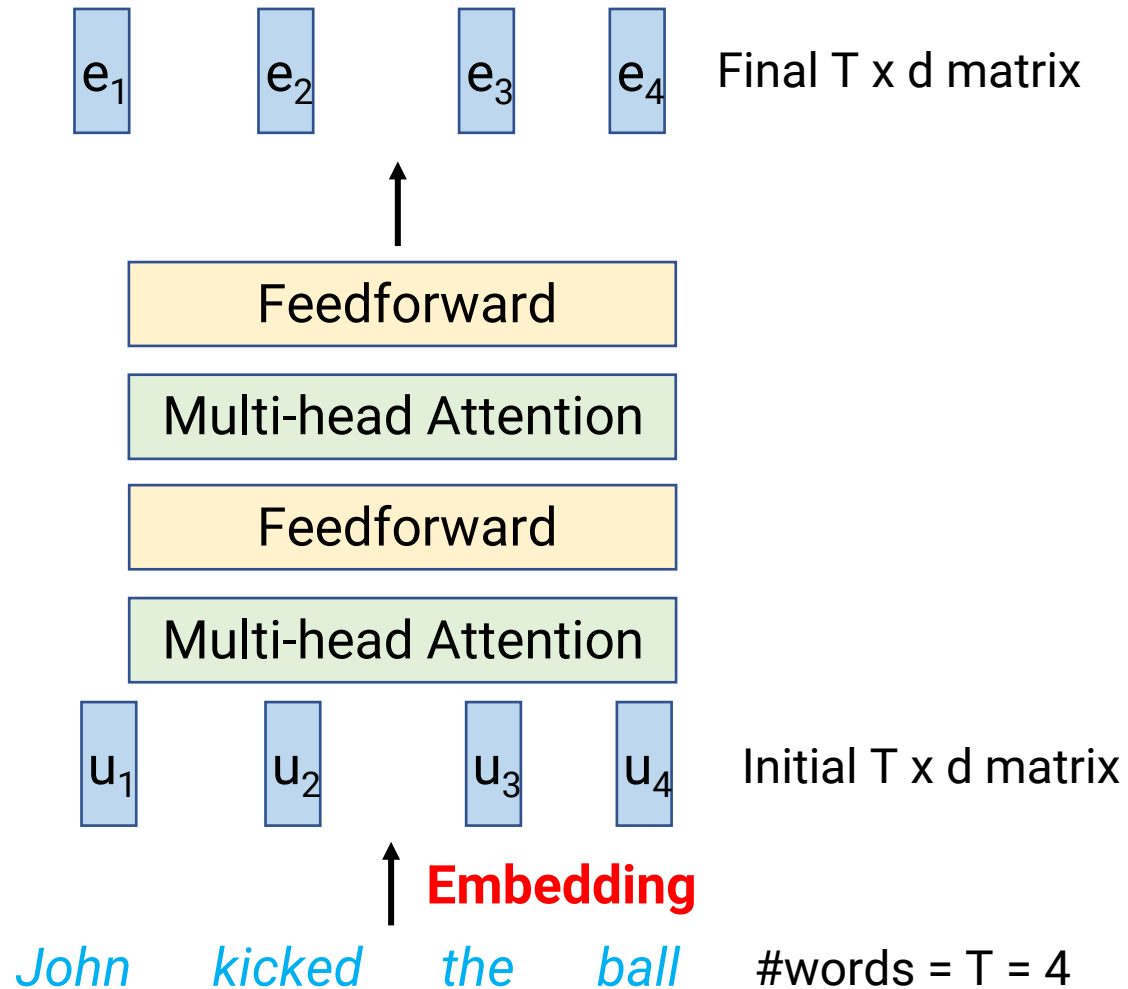 e₁ e₂ e₃ e₄ Final T x d matrix
Feedforward
Multi-head Attention
Feedforward
Multi-head Attention
u₁ u₂ u₃ u₄ Initial T x d matrix
Embedding
John kicked the ball #words = T = 4